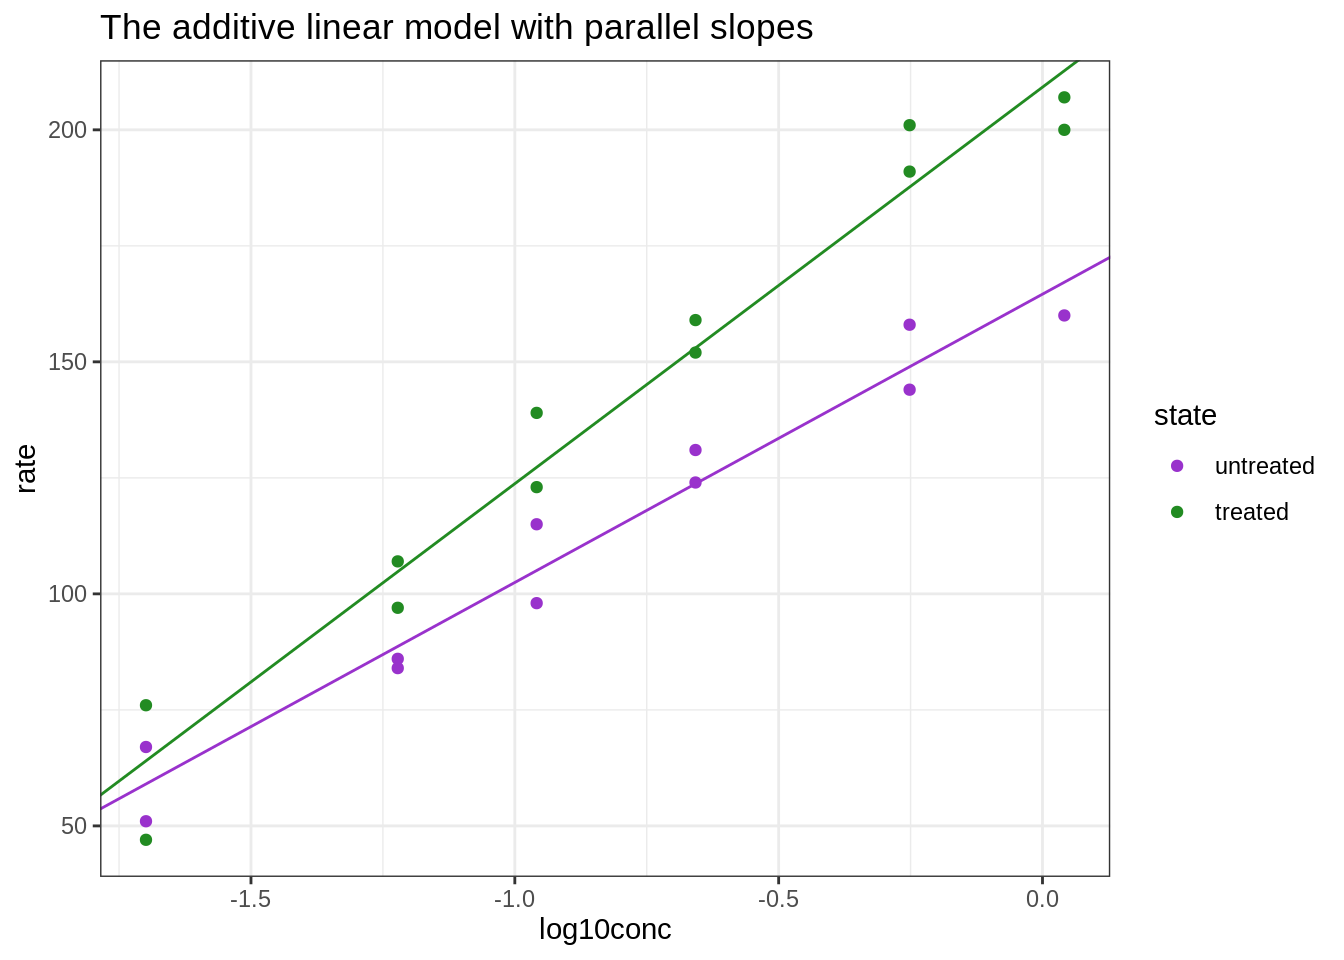 The additive linear model with parallel slopes
200
150
100
50
rate
-1.5 -1.0 -0.5 0.0
log10conc
state
untreated
treated